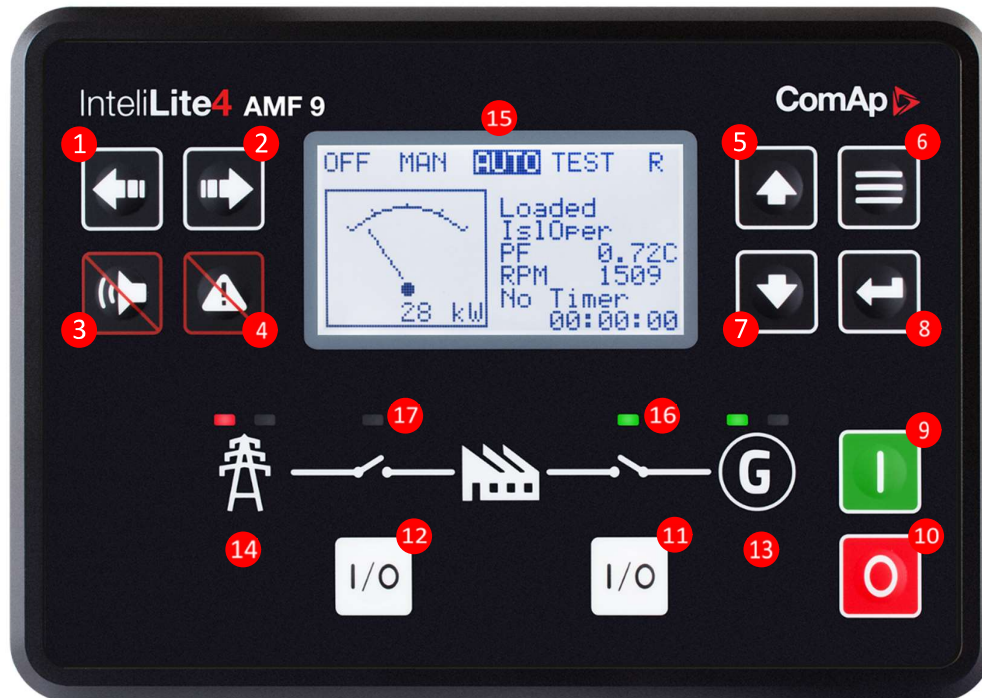 InteliLite4 AMF 9
ComAp
15
1
2
5
6
OFF MAN AUTO TEST R
Loaded
IslOper
PF 0.72C
RPM 1509
No Timer
00:00:00
28 kW
3
4
7
8
17
16
9
G
14
12
11
13
10
I/O
I/O
I
O